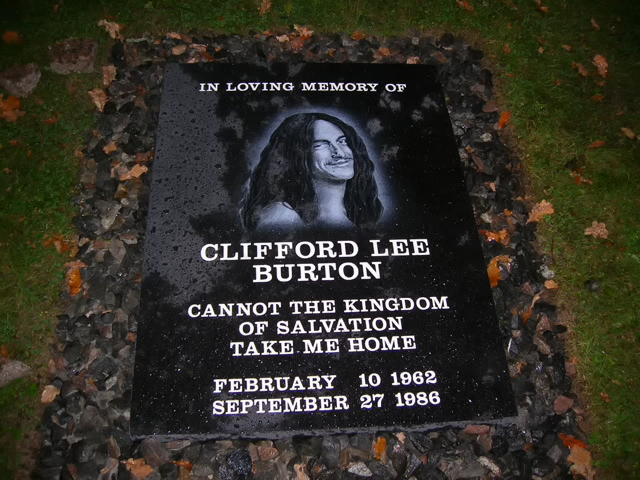 IN LOVING MEMORY OF
CLIFFORD LEE
BURTON
CANNOT THE KINGDOM
OF SALVATION
TAKE ME HOME
FEBRUARY 10 1962
SEPTEMBER 27 1986